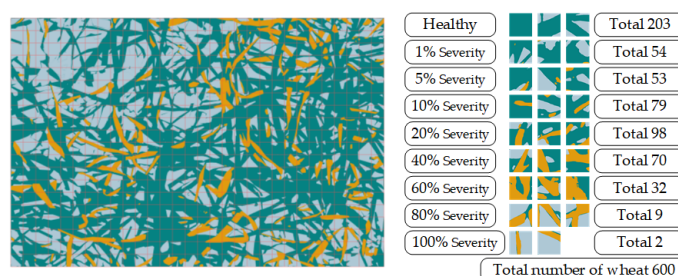 Healthy Total 203
1% Severity Total 54
5% Severity Total 53
10% Severity Total 79
20% Severity Total 98
40% Severity Total 70
60% Severity Total 32
80% Severity Total 9
100% Severity Total 2
Total number of wheat 600